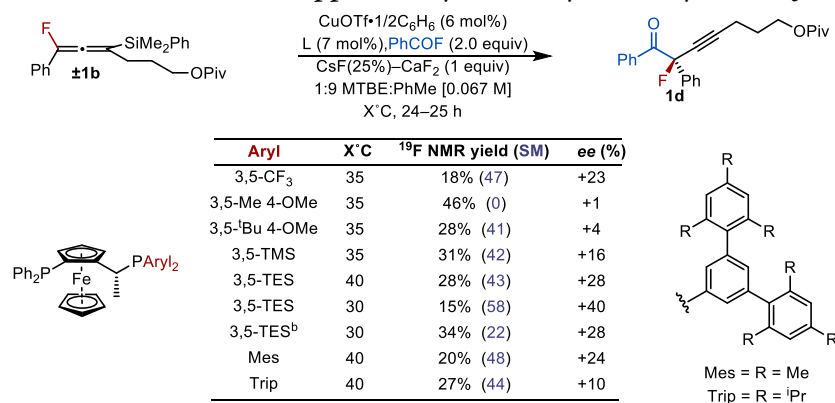 CuOTf•1/2C₆H₆ (6 mol%)
L (7 mol%),PhCOF (2.0 equiv)
CsF(25%)–CaF₂ (1 equiv)
1:9 MTBE:PhMe [0.067 M]
X˚C, 24–25 h
F
SiMe₂Ph
Ph
OPiv
±1b
O
OPiv
Ph
F
Ph
1d
Aryl X˚C ¹⁹F NMR yield (SM) ee (%)
3,5-CF₃ 35 18% (47) +23
3,5-Me 4-OMe 35 46% (0) +1
3,5-ᵗBu 4-OMe 35 28% (41) +4
3,5-TMS 35 31% (42) +16
3,5-TES 40 28% (43) +28
3,5-TES 30 15% (58) +40
3,5-TESᵇ 30 34% (22) +28
Mes 40 20% (48) +24
Trip 40 27% (44) +10
Ph₂P
PAryl₂
Fe
R
R
R
R
R
R
Mes = R = Me
Trip = R = ⁱPr